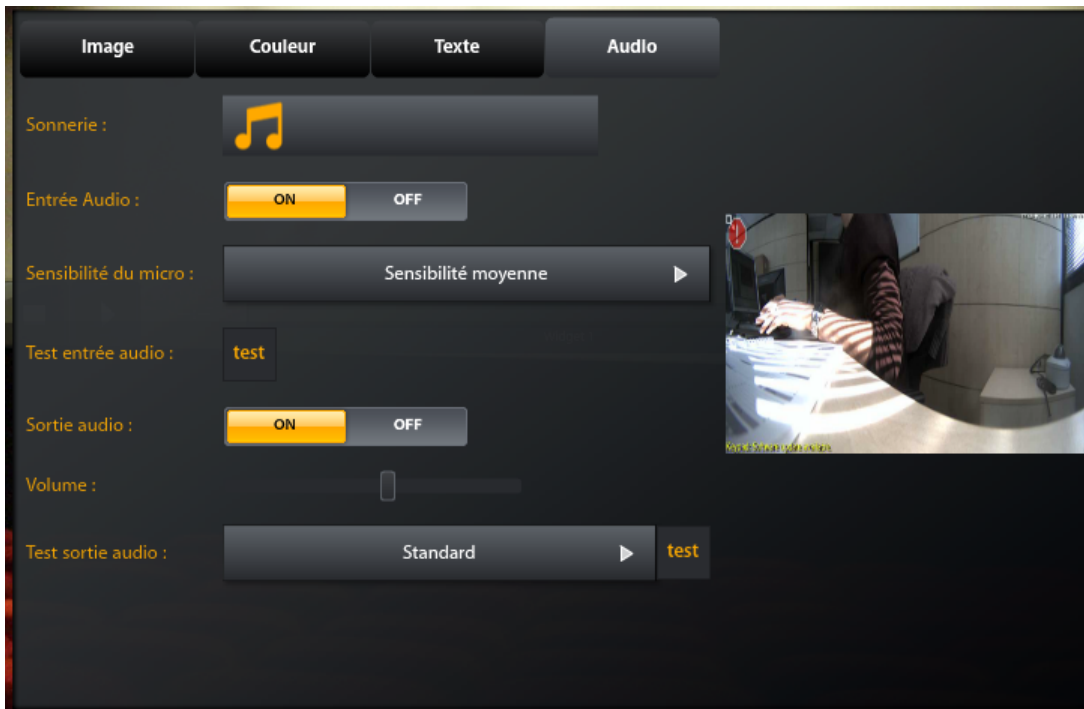 Image
Couleur
Texte
Audio
Sonnerie :
Entrée Audio :
ON
OFF
Sensibilité du micro :
Sensibilité moyenne
Test entrée audio :
test
Sortie audio :
ON
OFF
Volume :
Test sortie audio :
Standard
test